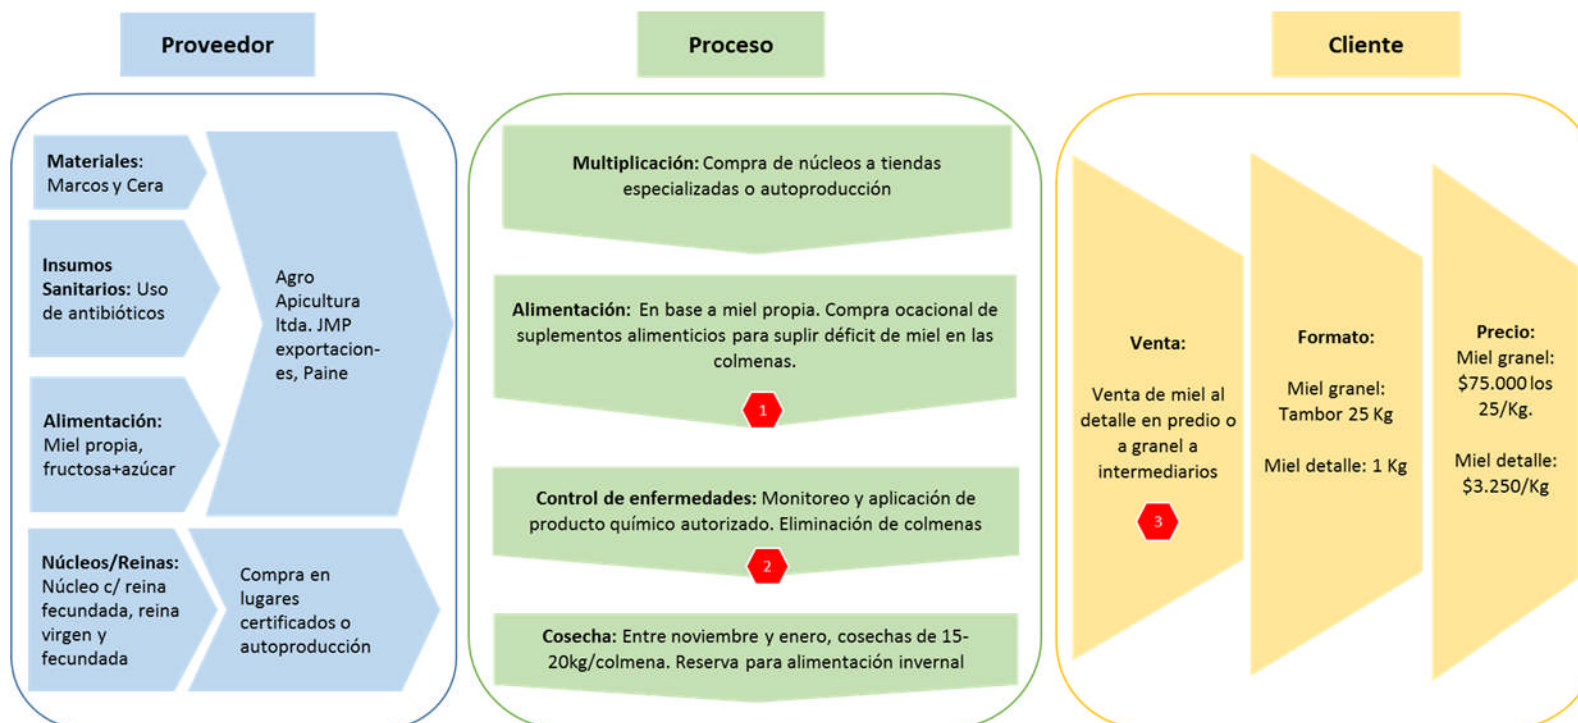 Proveedor
Materiales:
Marcos y Cera
Insumos
Sanitarios: Uso
de antibióticos
Alimentación:
Miel propia,
fructosa+azúcar
Núcleos/Reinas:
Núcleo c/ reina
fecundada, reina
virgen y
fecundada
Agro
Apicultura
ltda. JMP
exportacion-
es, Paine
Compra en
lugares
certificados o
autoproducción
Proceso
Multiplicación: Compra de núcleos a tiendas
especializadas o autoproducción
Alimentación: En base a miel propia. Compra ocacional de
suplementos alimenticios para suplir déficit de miel en las
colmenas.
1
Control de enfermedades: Monitoreo y aplicación de
producto químico autorizado. Eliminación de colmenas
2
Cosecha: Entre noviembre y enero, cosechas de 15-
20kg/colmena. Reserva para alimentación invernal
Cliente
Venta:
Venta de miel al
detalle en predio o
a granel a
intermediarios
3
Formato:
Miel granel:
Tambor 25 Kg
Miel detalle: 1 Kg
Precio:
Miel granel:
$75.000 los
25/Kg.
Miel detalle:
$3.250/Kg